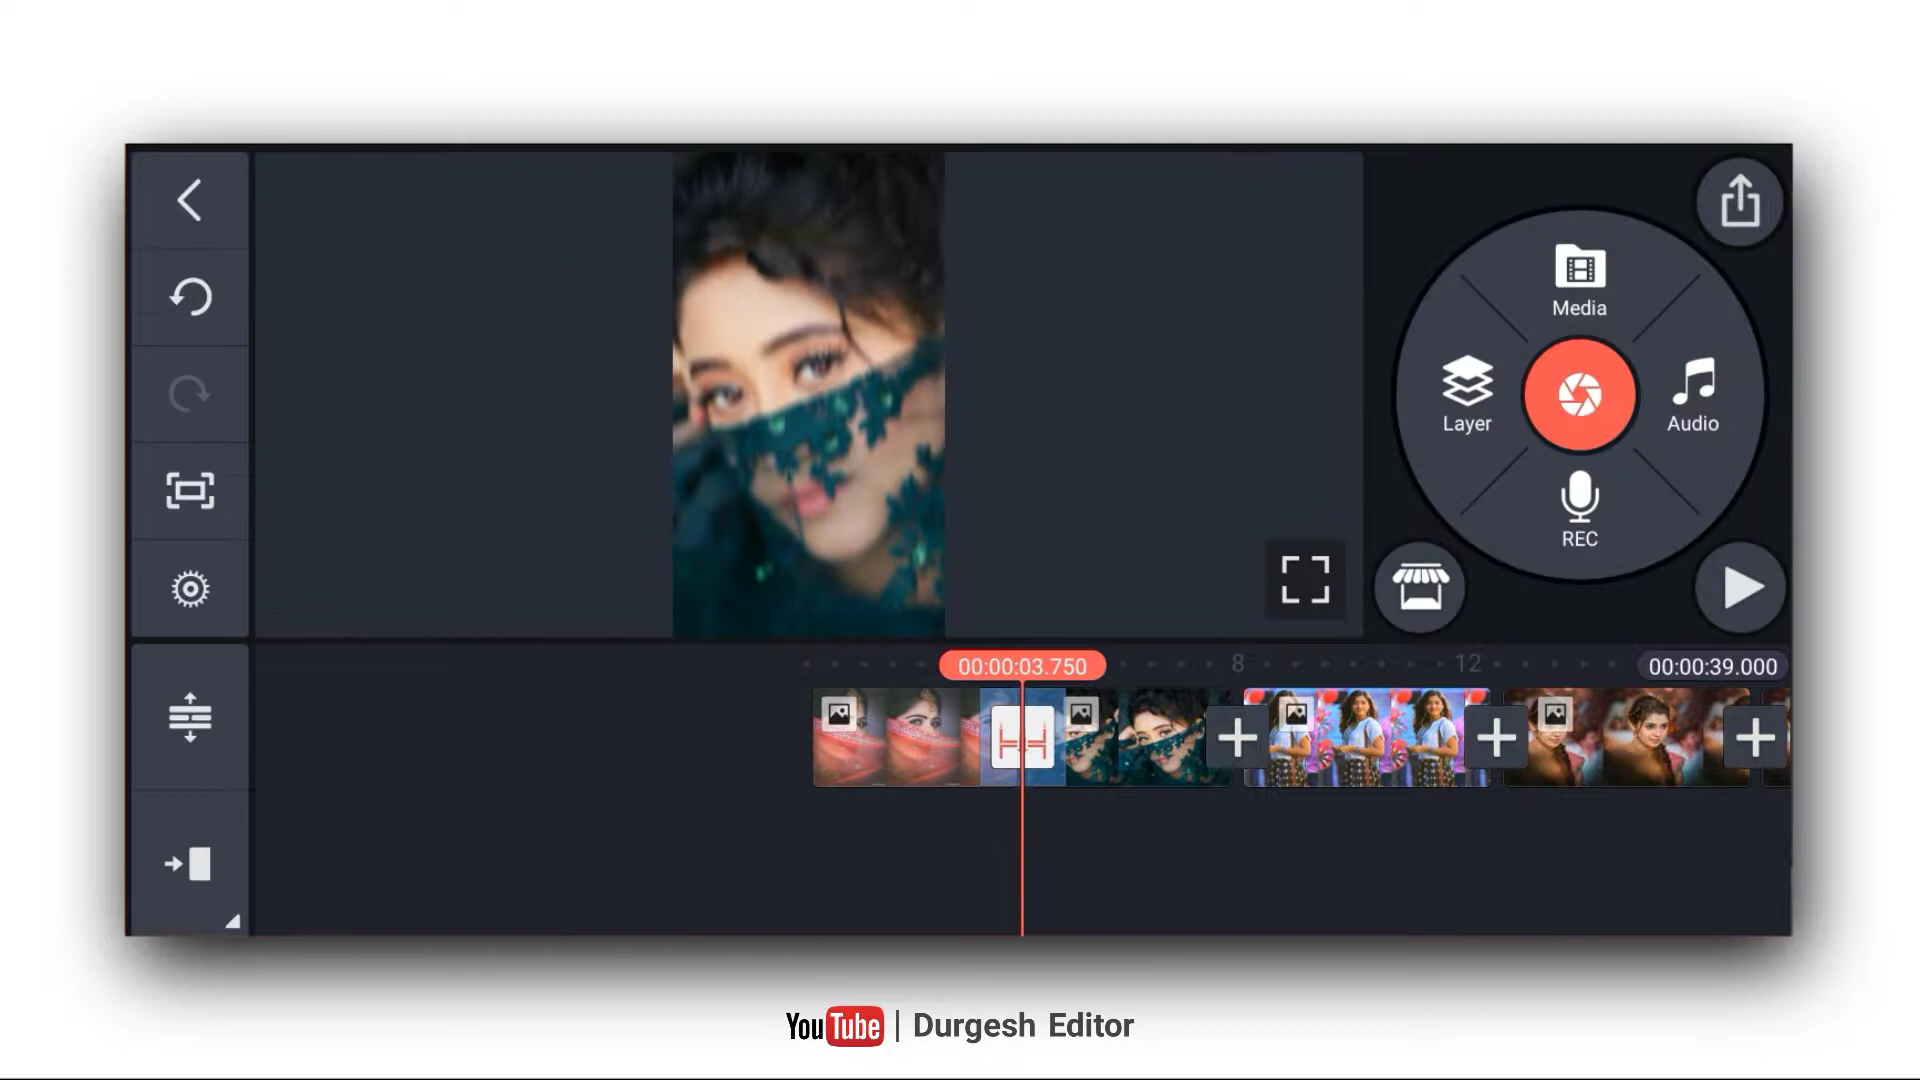 Media
Layer
Audio
REC
00:00:03.750
8
12
00:00:39.000
YouTube | Durgesh Editor